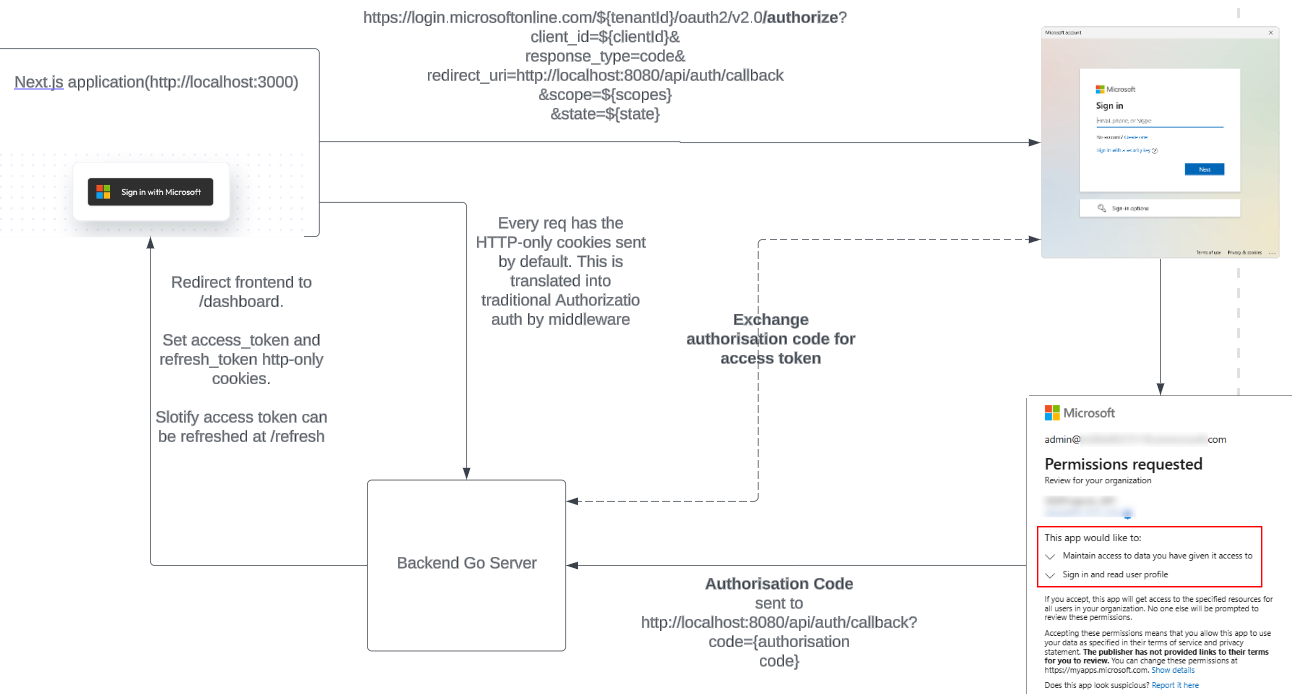 https://login.microsoftonline.com/${tenantId}/oauth2/v2.0/authorize?
client_id=${clientId}&
response_type=code&
redirect_uri=http://localhost:8080/api/auth/callback
&scope=${scopes}
&state=${state}
Next.js application(http://localhost:3000)
Sign in with Microsoft
Microsoft account
Microsoft
Sign in
Email, phone, or Skype
No account? Create one!
Sign in with a security key
Next
Sign-in options
Terms of use Privacy & cookies ...
Every req has the
HTTP-only cookies sent
by default. This is
translated into
traditional Authorizatio
auth by middleware
Redirect frontend to
/dashboard.
Set access_token and
refresh_token http-only
cookies.
Slotify access token can
be refreshed at /refresh
Exchange
authorisation code for
access token
Backend Go Server
Authorisation Code
sent to
http://localhost:8080/api/auth/callback?
code={authorisation
code}
Microsoft
admin@ com
Permissions requested
Review for your organization
This app would like to:
Maintain access to data you have given it access to
Sign in and read user profile
If you accept, this app will get access to the specified resources for
all users in your organization. No one else will be prompted to
review these permissions.
Accepting these permissions means that you allow this app to use
your data as specified in their terms of service and privacy
statement. The publisher has not provided links to their terms
for you to review. You can change these permissions at
https://myapps.microsoft.com. Show details
Does this app look suspicious? Report it here